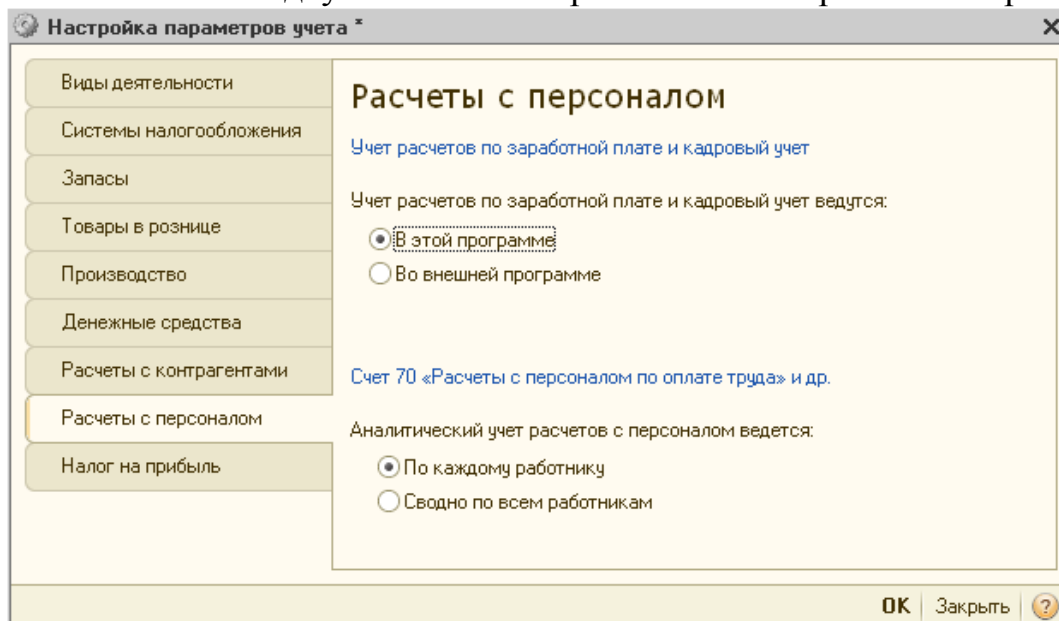 Настройка параметров учета *
Виды деятельности
Системы налогообложения
Запасы
Товары в рознице
Производство
Денежные средства
Расчеты с контрагентами
Расчеты с персоналом
Налог на прибыль
Расчеты с персоналом
Учет расчетов по заработной плате и кадровый учет
Учет расчетов по заработной плате и кадровый учет ведутся:
В этой программе
Во внешней программе
Счет 70 «Расчеты с персоналом по оплате труда» и др.
Аналитический учет расчетов с персоналом ведется:
По каждому работнику
Сводно по всем работникам
OK Закрыть ?